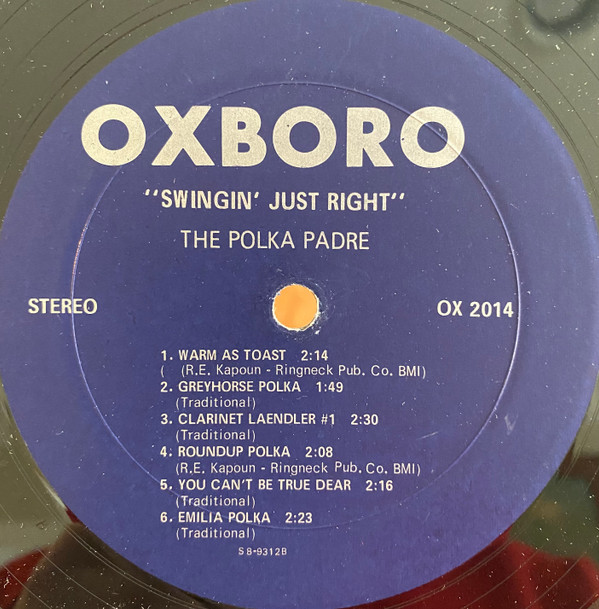 OXBORO
"SWINGIN' JUST RIGHT"
THE POLKA PADRE
STEREO
OX 2014
1. WARM AS TOAST 2:14
( (R.E. Kapoun - Ringneck Pub. Co. BMI)
2. GREYHORSE POLKA 1:49
(Traditional)
3. CLARINET LAENDLER #1 2:30
(Traditional)
4. ROUNDUP POLKA 2:08
(R.E. Kapoun - Ringneck Pub. Co. BMI)
5. YOU CAN'T BE TRUE DEAR 2:16
(Traditional)
6. EMILIA POLKA 2:23
(Traditional)
S8-9312B